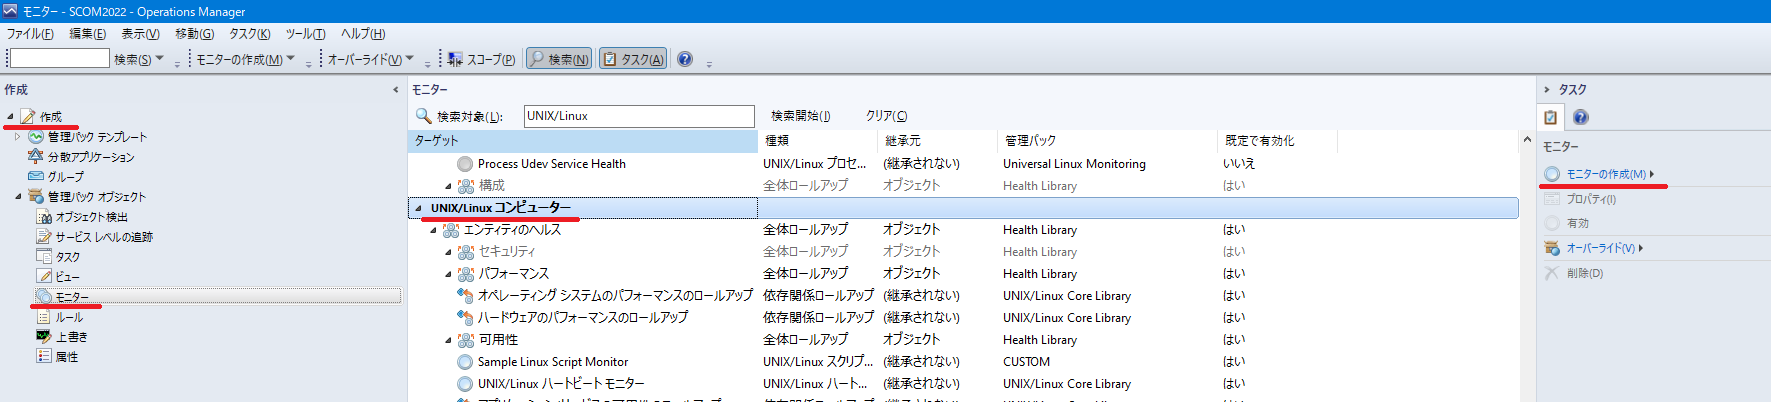 モニター - SCOM2022 - Operations Manager
ファイル(F) 編集(E) 表示(V) 移動(G) タスク(K) ツール(T) ヘルプ(H)
検索(S) モニターの作成(M) オーバーライド(V) スコープ(P) 検索(N) タスク(A)
作成
作成
管理パック テンプレート
分散アプリケーション
グループ
管理パック オブジェクト
オブジェクト検出
サービス レベルの追跡
タスク
ビュー
モニター
ルール
上書き
属性
モニター
検索対象(L): UNIX/Linux 検索開始(I) クリア(C)
ターゲット 種類 継承元 管理パック 既定で有効化
Process Udev Service Health UNIX/Linux プロセ... (継承されない) Universal Linux Monitoring いいえ
構成 全体ロールアップ オブジェクト Health Library はい
UNIX/Linux コンピューター
エンティティのヘルス 全体ロールアップ オブジェクト Health Library はい
セキュリティ 全体ロールアップ オブジェクト Health Library はい
パフォーマンス 全体ロールアップ オブジェクト Health Library はい
オペレーティング システムのパフォーマンスのロールアップ 依存関係ロールアップ (継承されない) UNIX/Linux Core Library はい
ハードウェアのパフォーマンスのロールアップ 依存関係ロールアップ (継承されない) UNIX/Linux Core Library はい
可用性 全体ロールアップ オブジェクト Health Library はい
Sample Linux Script Monitor UNIX/Linux スクリプ... (継承されない) CUSTOM はい
UNIX/Linux ハートビート モニター UNIX/Linux ハート... (継承されない) UNIX/Linux Core Library はい
タスク
モニター
モニターの作成(M)
プロパティ(I)
有効
オーバーライド(V)
削除(D)